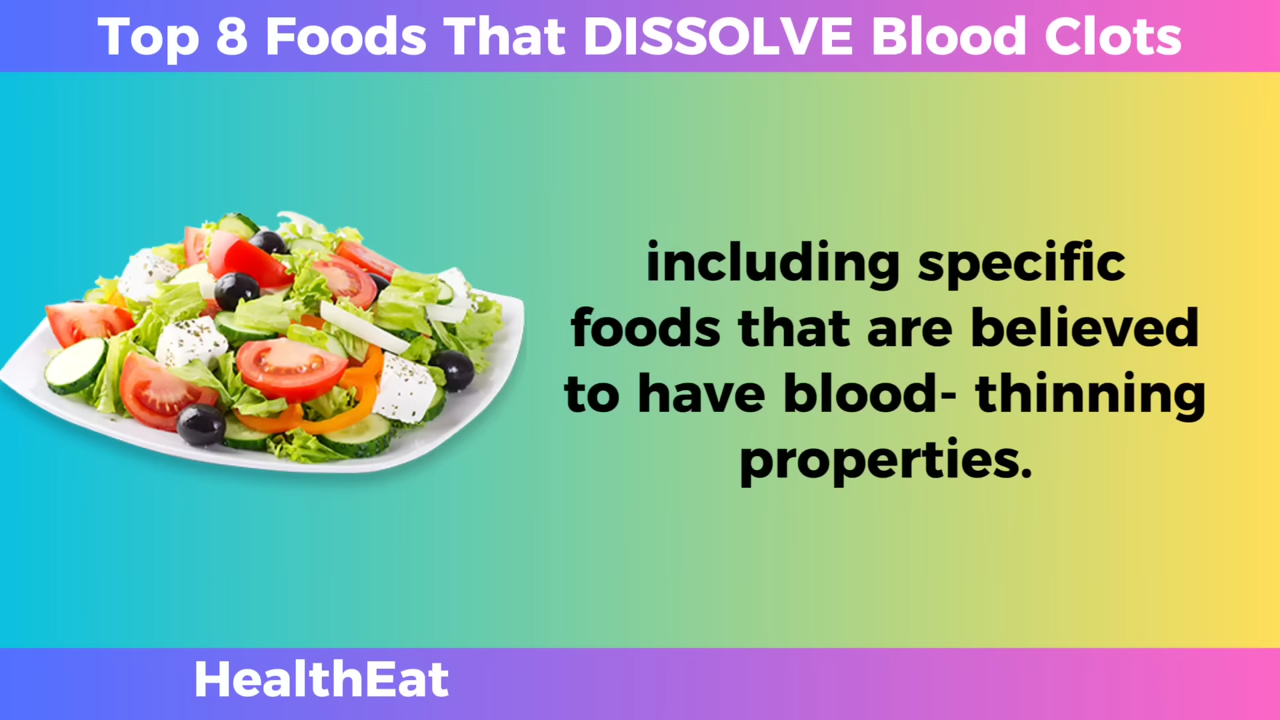 Top 8 Foods That DISSOLVE Blood Clots
including specific
foods that are believed
to have blood- thinning
properties.
HealthEat